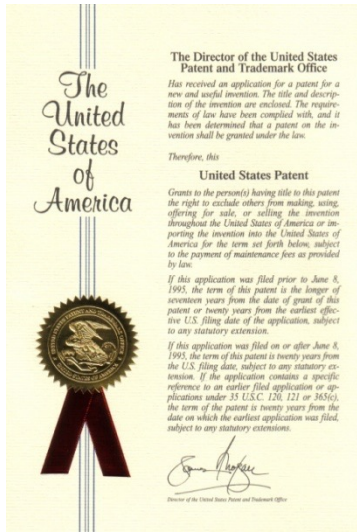 The
United
States
of
America
The Director of the United States
Patent and Trademark Office
Has received an application for a patent for a
new and useful invention. The title and descrip-
tion of the invention are enclosed. The require-
ments of law have been complied with, and it
has been determined that a patent on the in-
vention shall be granted under the law.
Therefore, this
United States Patent
Grants to the person(s) having title to this patent
the right to exclude others from making, using,
offering for sale, or selling the invention
throughout the United States of America or im-
porting the invention into the United States of
America for the term set forth below, subject
to the payment of maintenance fees as provided
by law.
If this application was filed prior to June 8,
1995, the term of this patent is the longer of
seventeen years from the date of grant of this
patent or twenty years from the earliest effec-
tive U.S. filing date of the application, subject
to any statutory extension.
If this application was filed on or after June 8,
1995, the term of this patent is twenty years from
the U.S. filing date, subject to any statutory ex-
tension. If the application contains a specific
reference to an earlier filed application or ap-
plications under 35 U.S.C. 120, 121 or 365(c),
the term of the patent is twenty years from the
date on which the earliest application was filed,
subject to any statutory extensions.
Director of the United States Patent and Trademark Office